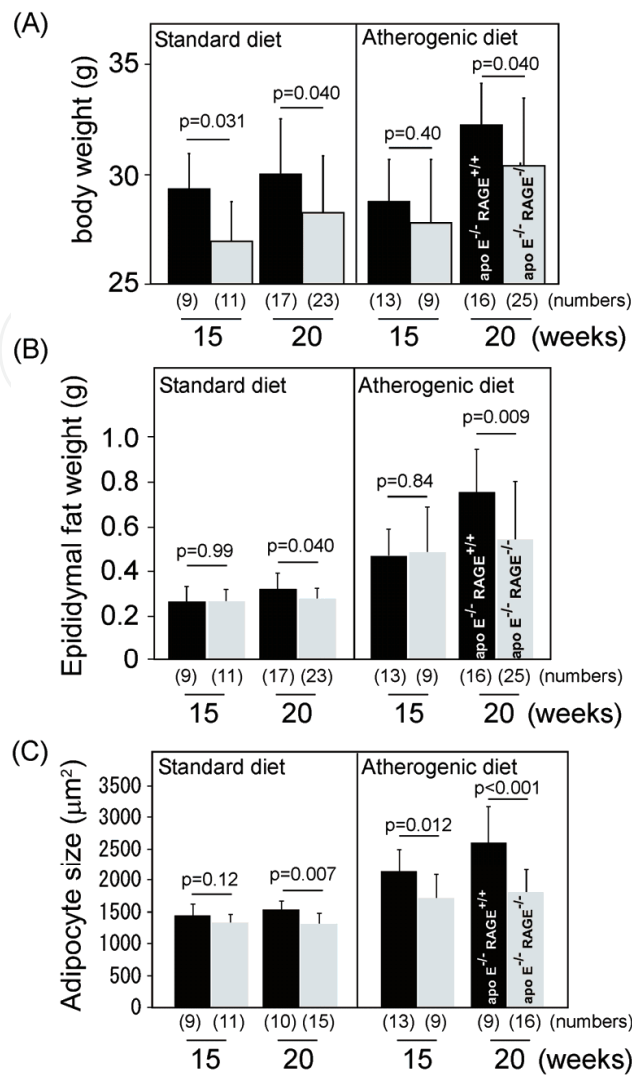 (A)
Standard diet
Atherogenic diet
body weight (g)
35
30
25
p=0.031
p=0.040
p=0.40
p=0.040
apo E-/- RAGE+/+
apo E-/- RAGE-/-
(9) (11) (17) (23) (13) (9) (16) (25) (numbers)
15 20 15 20 (weeks)
(B)
Standard diet
Atherogenic diet
Epididymal fat weight (g)
1.0
0.8
0.6
0.4
0.2
0
p=0.99
p=0.040
p=0.84
p=0.009
apo E-/- RAGE+/+
apo E-/- RAGE-/-
(9) (11) (17) (23) (13) (9) (16) (25) (numbers)
15 20 15 20 (weeks)
(C)
Standard diet
Atherogenic diet
Adipocyte size (μm²)
3500
3000
2500
2000
1500
1000
500
0
p=0.12
p=0.007
p=0.012
p<0.001
apo E-/- RAGE+/+
apo E-/- RAGE-/-
(9) (11) (10) (15) (13) (9) (9) (16) (numbers)
15 20 15 20 (weeks)